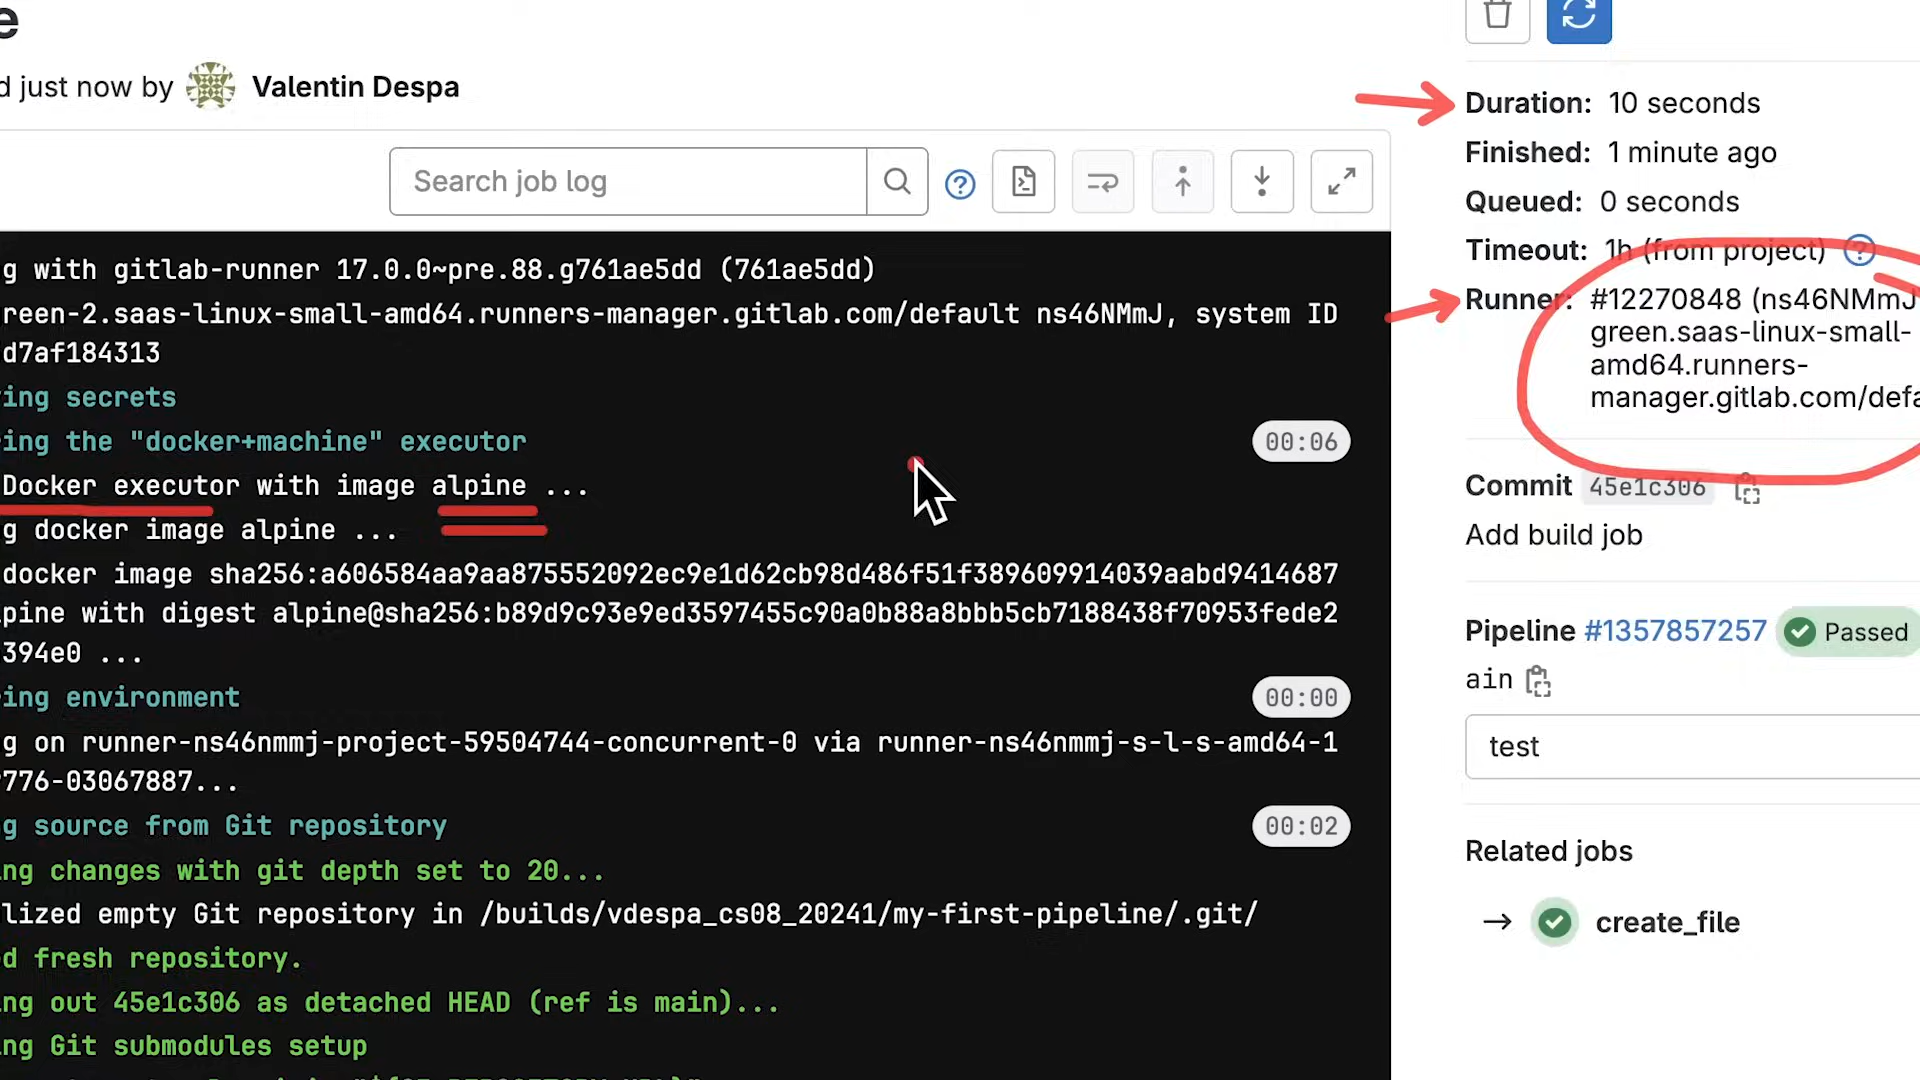 e
d just now by Valentin Despa
Search job log
g with gitlab-runner 17.0.0~pre.88.g761ae5dd (761ae5dd)
reen-2.saas-linux-small-amd64.runners-manager.gitlab.com/default ns46NMmJ, system ID
d7af184313
ing secrets
ing the "docker+machine" executor 00:06
Docker executor with image alpine ...
g docker image alpine ...
docker image sha256:a606584aa9aa875552092ec9e1d62cb98d486f51f389609914039aabd9414687
pine with digest alpine@sha256:b89d9c93e9ed3597455c90a0b88a8bbb5cb7188438f70953fede2
394e0 ...
ing environment 00:00
g on runner-ns46nmmj-project-59504744-concurrent-0 via runner-ns46nmmj-s-l-s-amd64-1
776-03067887...
g source from Git repository 00:02
ng changes with git depth set to 20...
lized empty Git repository in /builds/vdespa_cs08_20241/my-first-pipeline/.git/
d fresh repository.
ng out 45e1c306 as detached HEAD (ref is main)...
ng Git submodules setup
Duration: 10 seconds
Finished: 1 minute ago
Queued: 0 seconds
Timeout: 1h (from project)
Runner: #12270848 (ns46NMmJ
green.saas-linux-small-
amd64.runners-
manager.gitlab.com/defa
Commit 45e1c306
Add build job
Pipeline #1357857257 Passed
ain
test
Related jobs
create_file